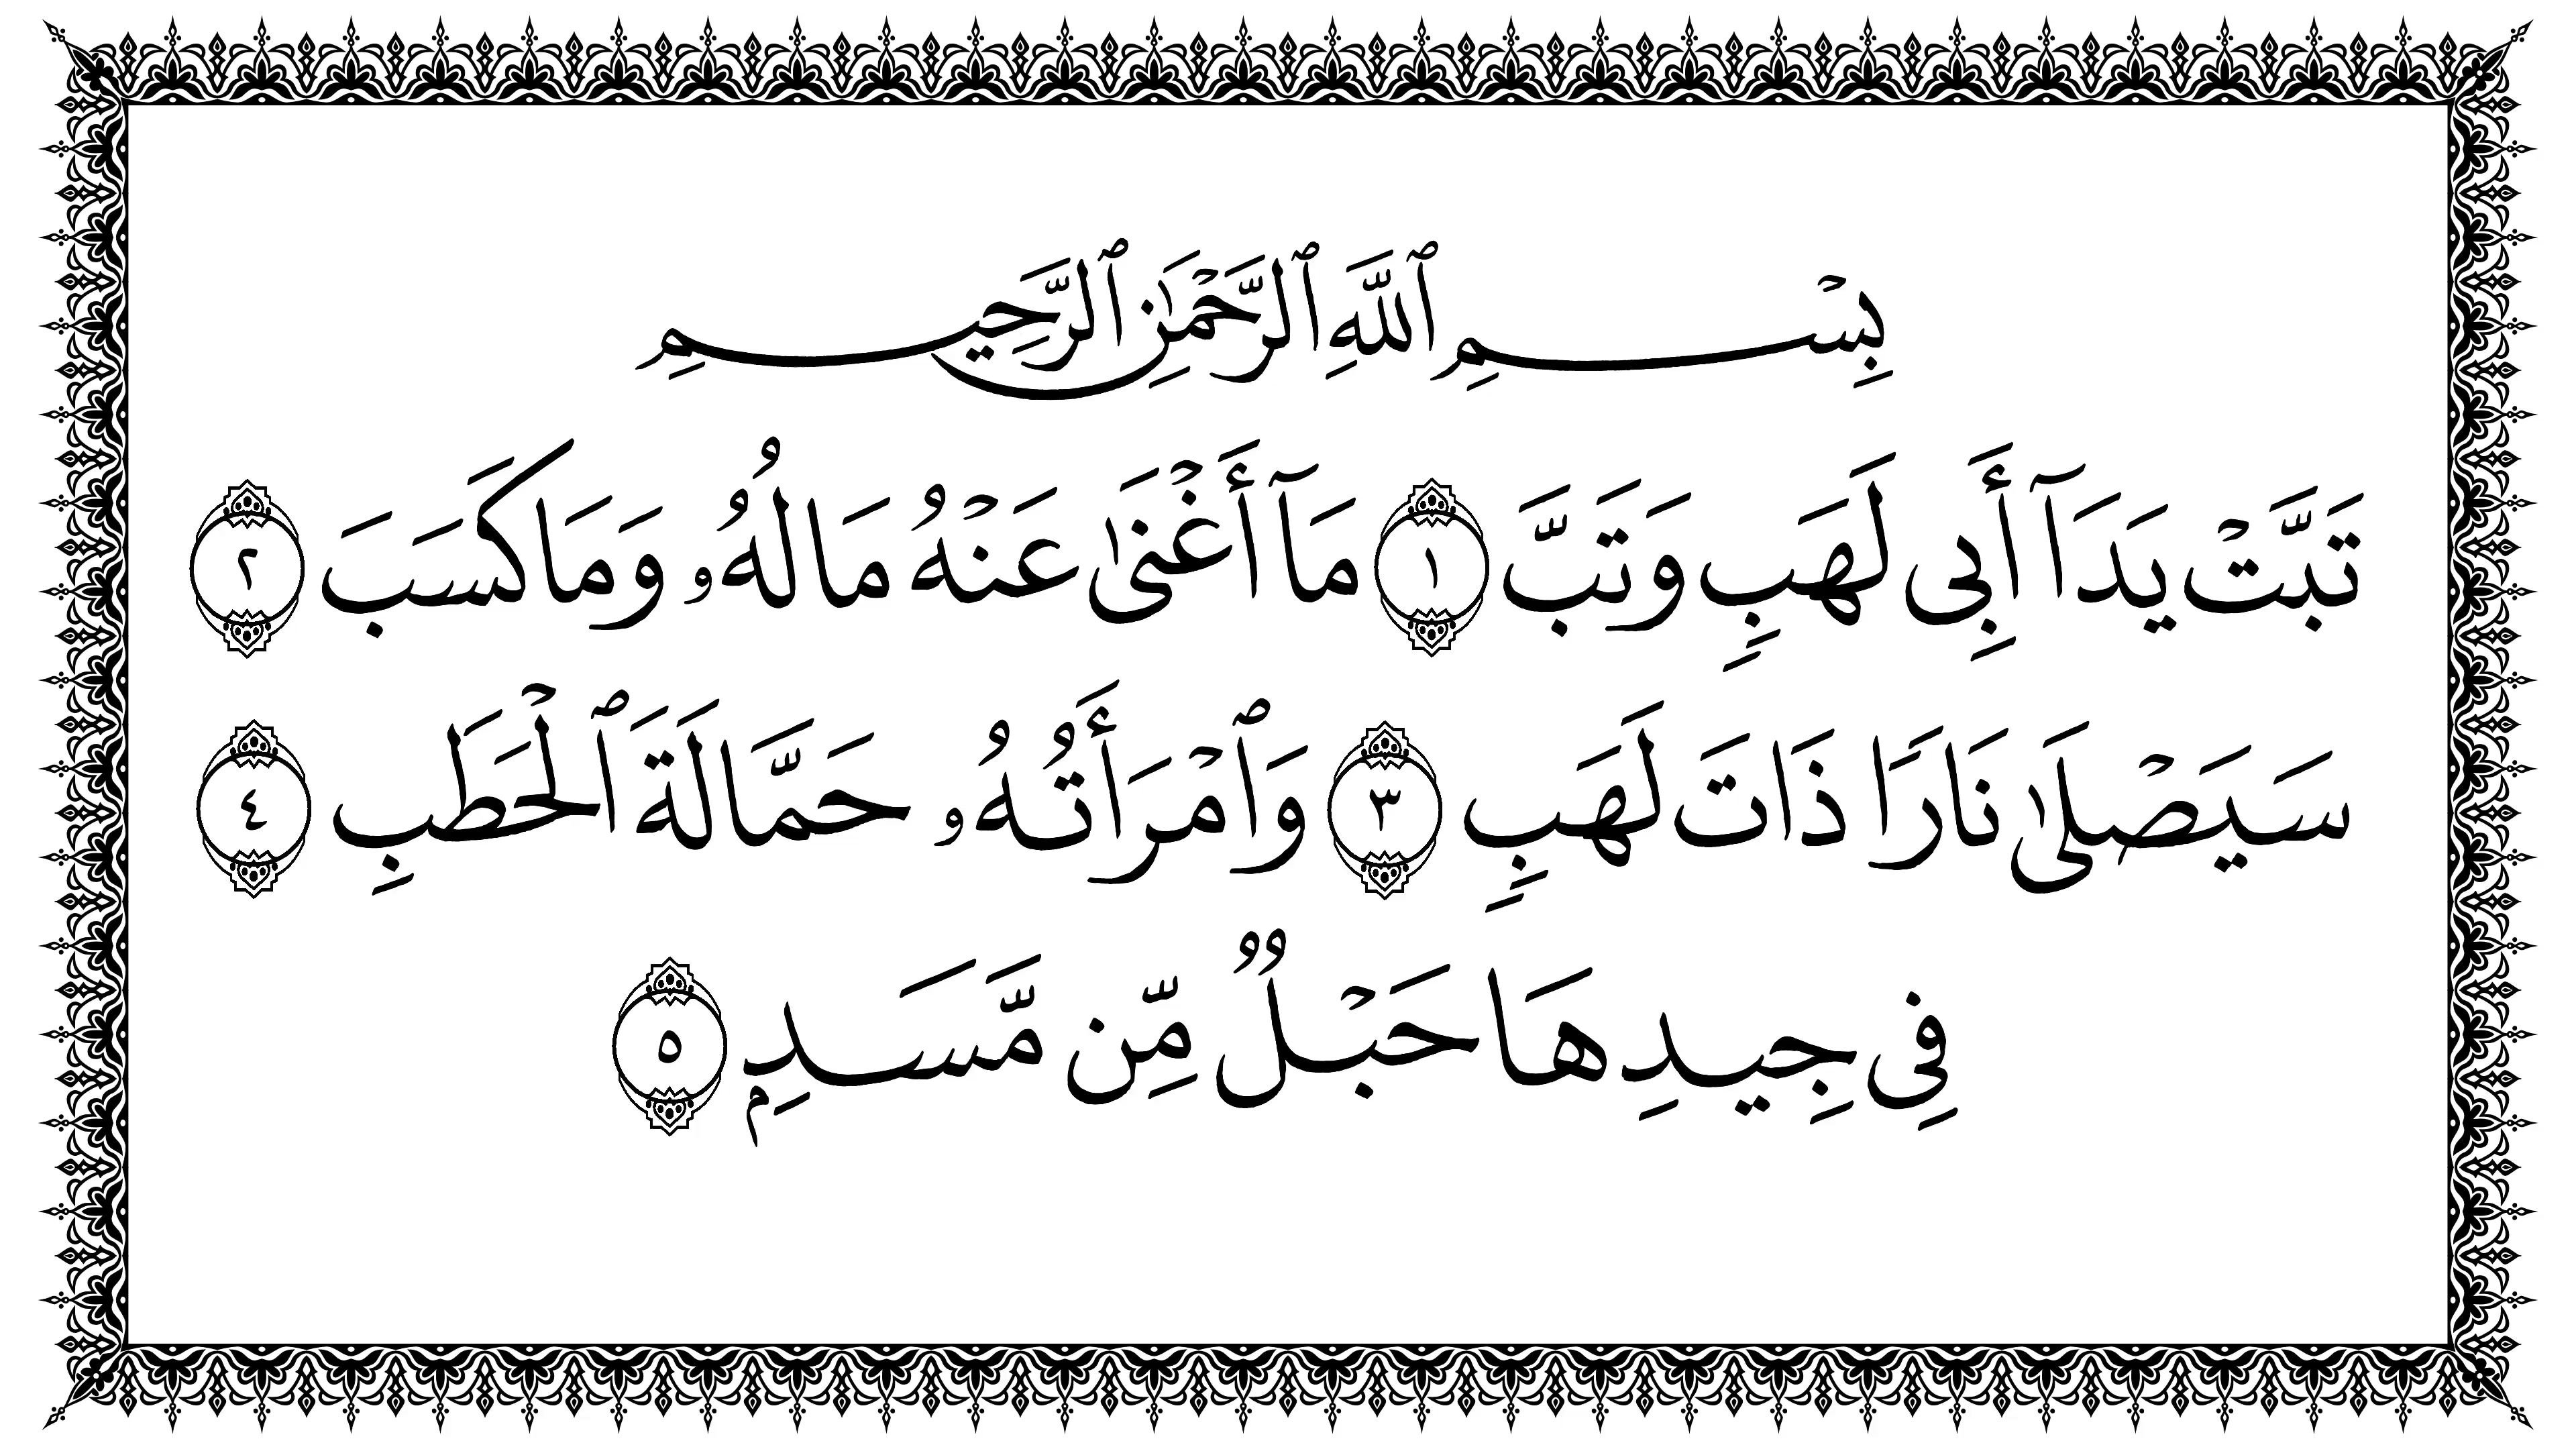 بِسْمِ ٱللَّهِ ٱلرَّحْمَٰنِ ٱلرَّحِيمِ
تَبَّتْ يَدَآ أَبِى لَهَبٍ وَتَبَّ ١ مَآ أَغْنَىٰ عَنْهُ مَالُهُۥ وَمَا كَسَبَ ٢
سَيَصْلَىٰ نَارًا ذَاتَ لَهَبٍ ٣ وَٱمْرَأَتُهُۥ حَمَّالَةَ ٱلْحَطَبِ ٤
فِى جِيدِهَا حَبْلٌ مِّن مَّسَدٍۭ ٥